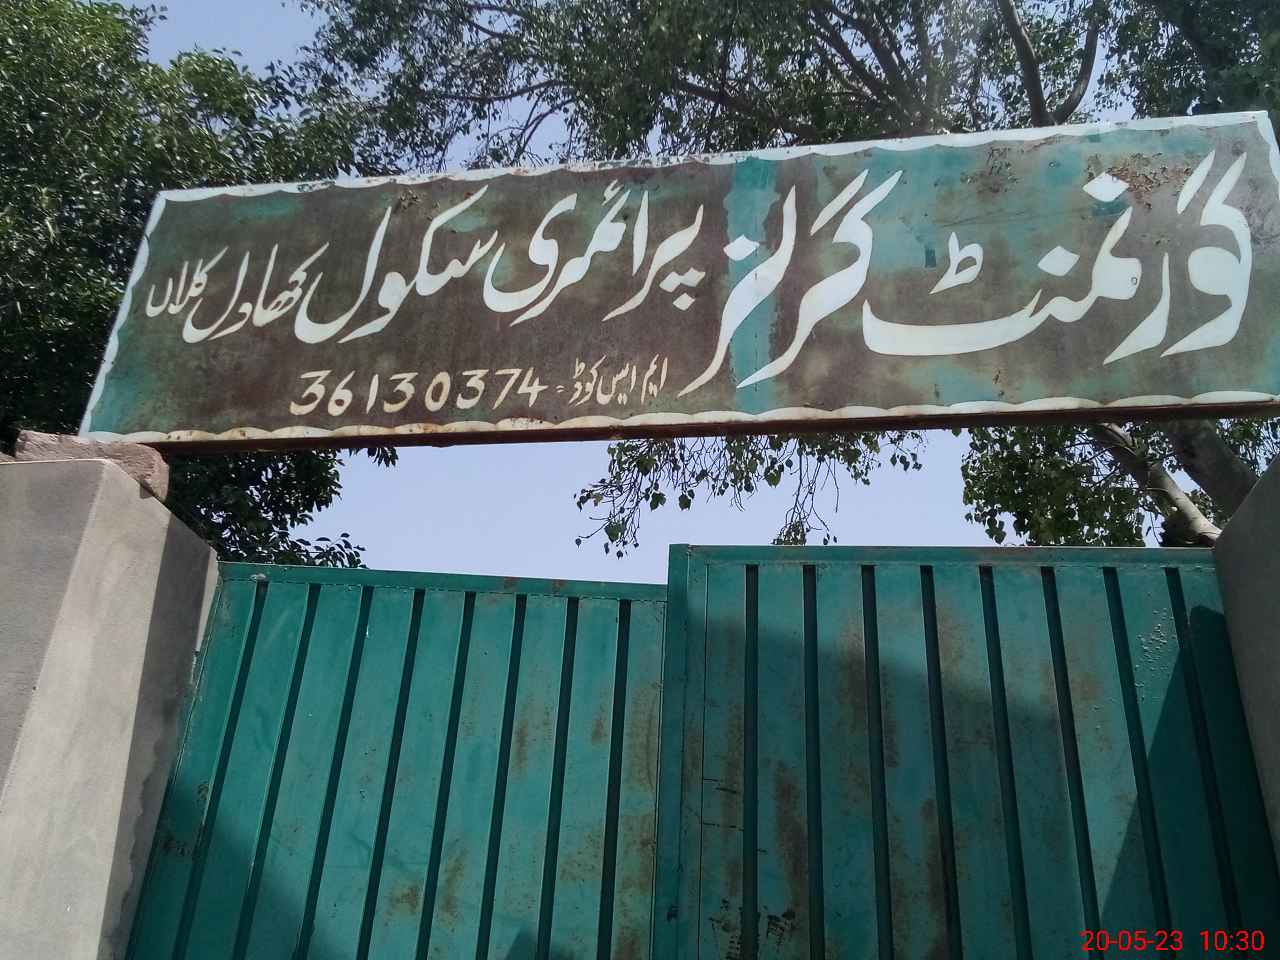 گورنمنٹ گرلز پرائمری سکول کھاول کلاں
ایم ایس کوڈ = 36130374
20-05-23 10:30